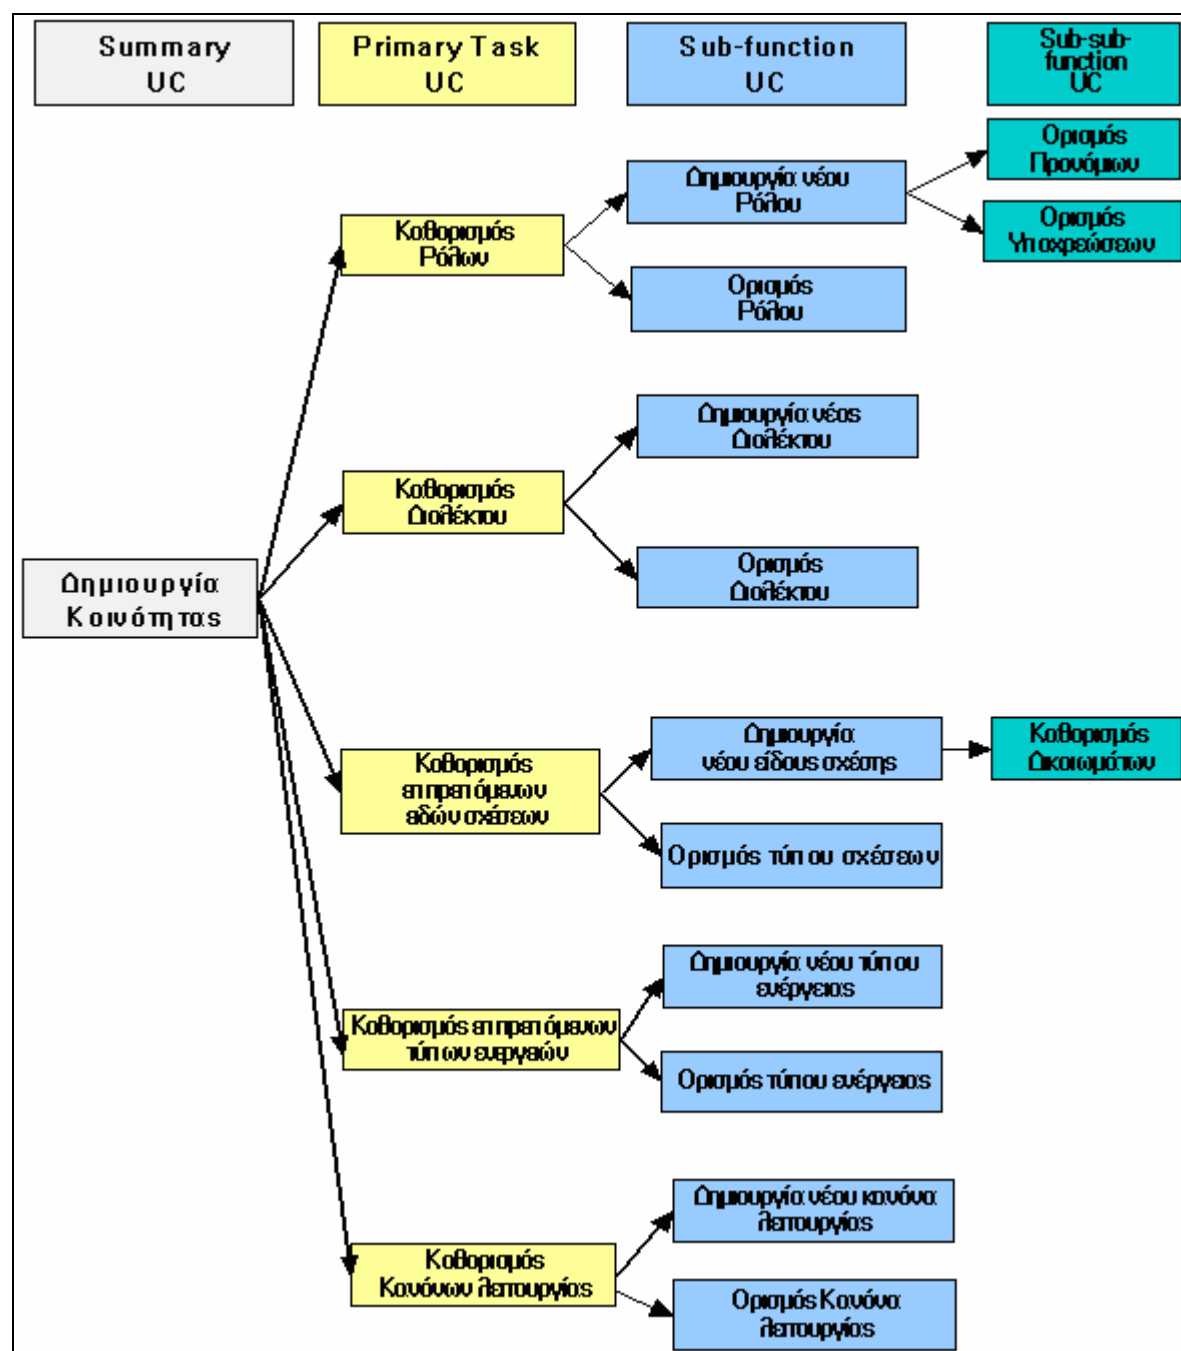 Summary
UC
Primary Task
UC
Sub-function
UC
Sub-sub-
function
UC
Δημιουργία
Κοινότητας
Καθορισμός
Ρόλων
Δημιουργία νέου
Ρόλου
Ορισμός
Προνόμιων
Ορισμός
Υποχρεώσεων
Ορισμός
Ρόλου
Καθορισμός
Διαλέκτου
Δημιουργία νέας
Διαλέκτου
Ορισμός
Διαλέκτου
Καθορισμός
επιτρεπόμενων
ειδών σχέσεων
Δημιουργία
νέου είδους σχέσης
Καθορισμός
Δικαιωμάτων
Ορισμός τύπου σχέσεων
Καθορισμός επιτρεπόμενων
τύπων ενεργειών
Δημιουργία νέου τύπου
ενέργειας
Ορισμός τύπου ενέργειας
Καθορισμός
Κανόνων λειτουργίας
Δημιουργία νέου κανόνα
λειτουργίας
Ορισμός Κανόνα
λειτουργίας